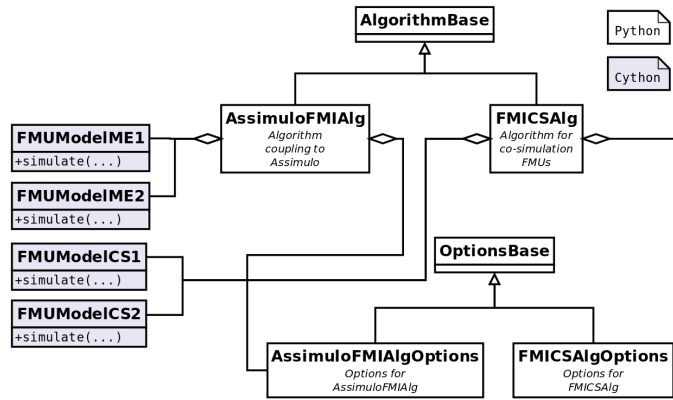 AlgorithmBase
Python
Cython
AssimuloFMIAlg
Algorithm
coupling to
Assimulo
FMICSAlg
Algorithm for
co-simulation
FMUs
FMUModelME1
+simulate(...)
FMUModelME2
+simulate(...)
FMUModelCS1
+simulate(...)
FMUModelCS2
+simulate(...)
OptionsBase
AssimuloFMIAlgOptions
Options for
AssimuloFMIAlg
FMICSAlgOptions
Options for
FMICSAlg